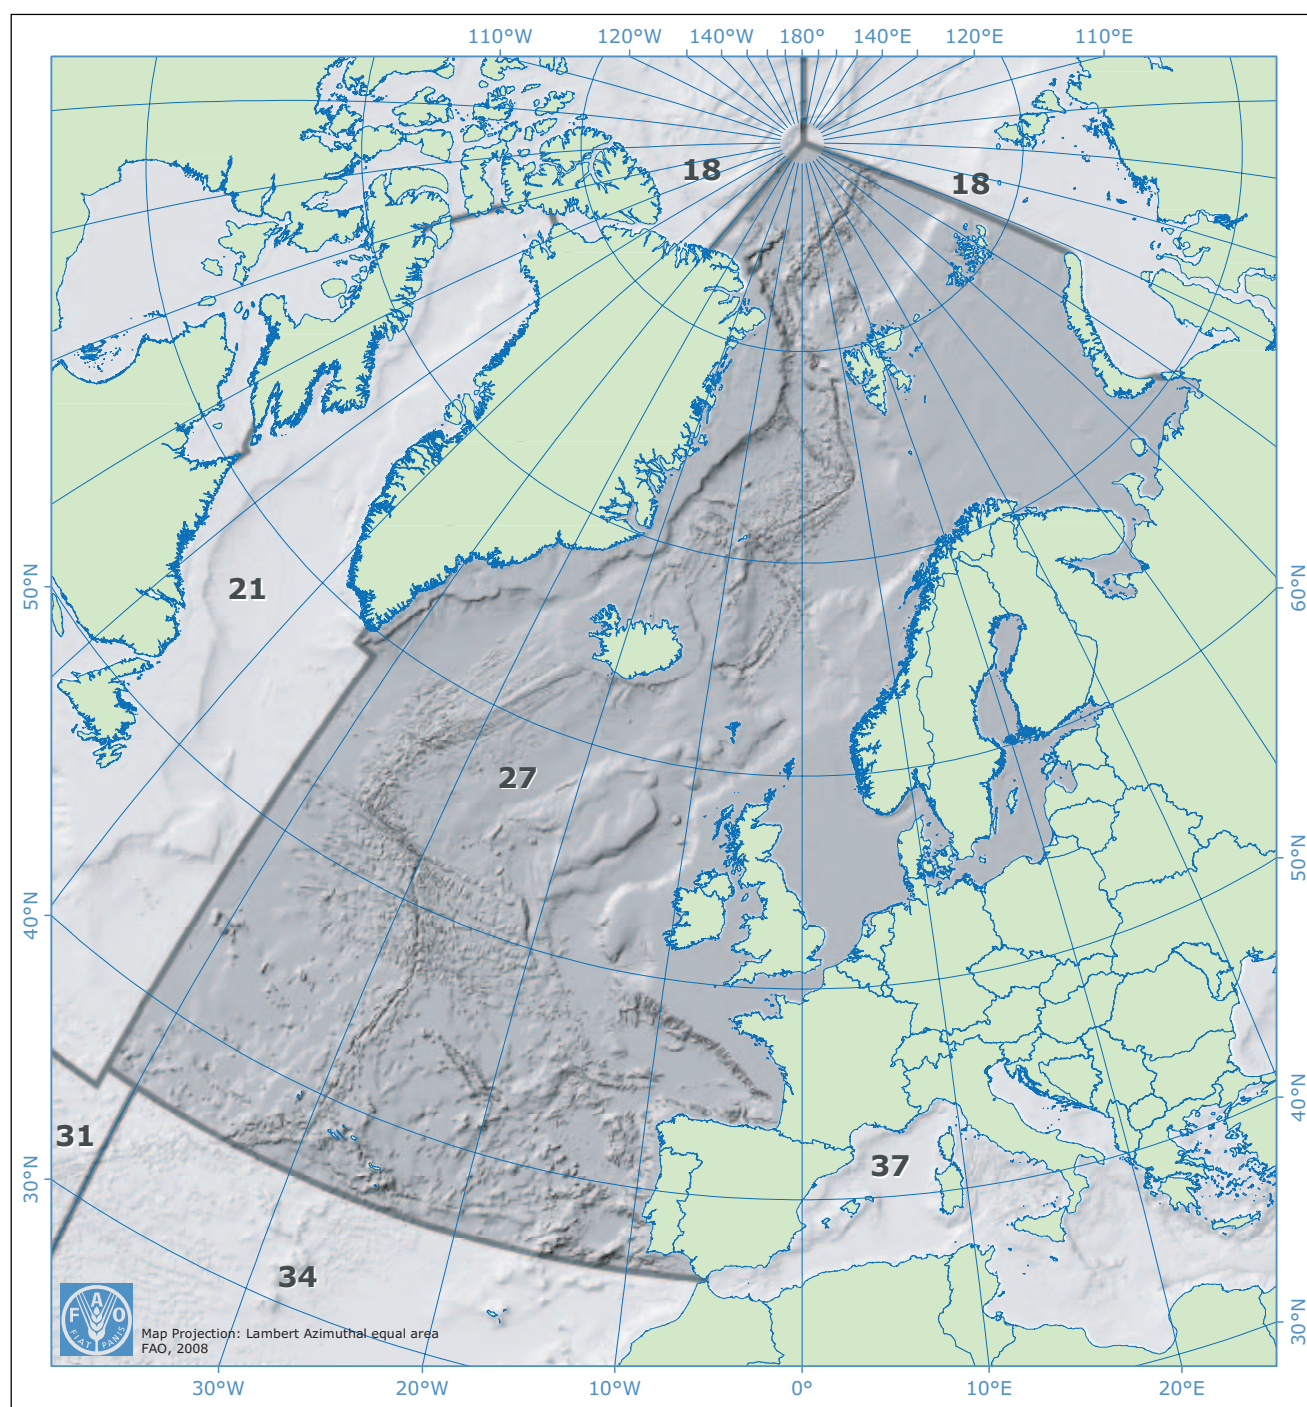 110°W 120°W 140°W 180° 140°E 120°E 110°E
18
18
50°N
21
60°N
27
50°N
40°N
40°N
31
37
30°N
34
30°N
F A O
FIAT PANIS
Map Projection: Lambert Azimuthal equal area
FAO, 2008
30°W 20°W 10°W 0° 10°E 20°E